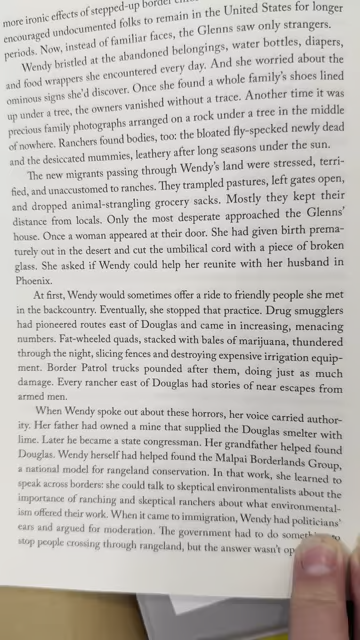 more ironic effects of stepped-up border
encouraged undocumented folks to remain in the United States for longer
periods. Now, instead of familiar faces, the Glenns saw only strangers.
Wendy bristled at the abandoned belongings, water bottles, diapers,
and food wrappers she encountered every day. And she worried about the
ominous signs she'd discover. Once she found a whole family's shoes lined
up under a tree, the owners vanished without a trace. Another time it was
precious family photographs arranged on a rock under a tree in the middle
of nowhere. Ranchers found bodies, too: the bloated fly-specked newly dead
and the desiccated mummies, leathery after long seasons under the sun.
The new migrants passing through Wendy's land were stressed, terri-
fied, and unaccustomed to ranches. They trampled pastures, left gates open,
and dropped animal-strangling grocery sacks. Mostly they kept their
distance from locals. Only the most desperate approached the Glenns'
house. Once a woman appeared at their door. She had given birth prema-
turely out in the desert and cut the umbilical cord with a piece of broken
glass. She asked if Wendy could help her reunite with her husband in
Phoenix.
At first, Wendy would sometimes offer a ride to friendly people she met
in the backcountry. Eventually, she stopped that practice. Drug smugglers
had pioneered routes east of Douglas and came in increasing, menacing
numbers. Fat-wheeled quads, stacked with bales of marijuana, thundered
through the night, slicing fences and destroying expensive irrigation equip-
ment. Border Patrol trucks pounded after them, doing just as much
damage. Every rancher east of Douglas had stories of near escapes from
armed men.
When Wendy spoke out about these horrors, her voice carried author-
ity. Her father had owned a mine that supplied the Douglas smelter with
lime. Later he became a state congressman. Her grandfather helped found
Douglas. Wendy herself had helped found the Malpai Borderlands Group,
a national model for rangeland conservation. In that work, she learned to
speak across borders: she could talk to skeptical environmentalists about the
importance of ranching and skeptical ranchers about what environmental-
ism offered their work. When it came to immigration, Wendy had politicians'
ears and argued for moderation. The government had to do something to
stop people crossing through rangeland, but the answer wasn't